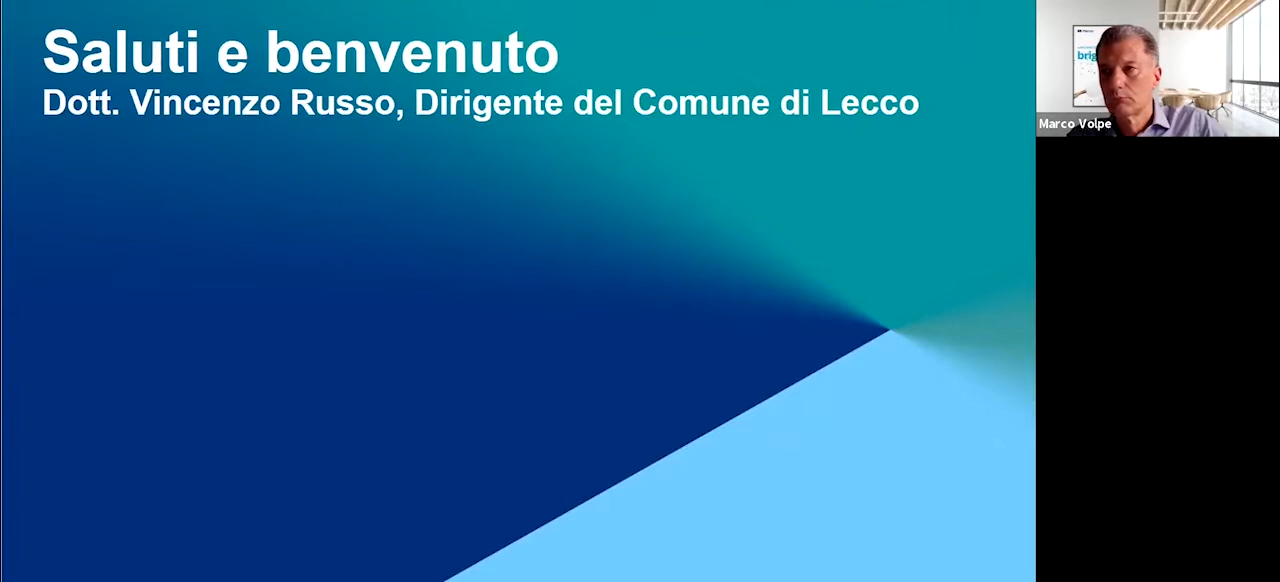 Saluti e benvenuto
Dott. Vincenzo Russo, Dirigente del Comune di Lecco
Marco Volpe